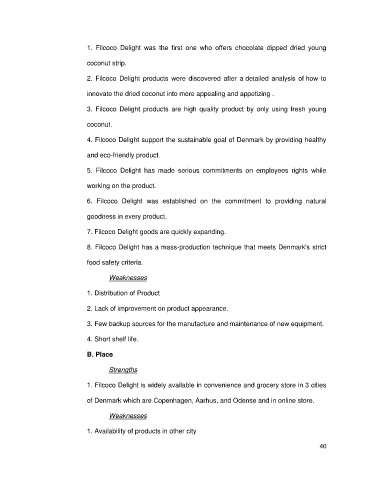 1. Filcoco Delight was the first one who offers chocolate dipped dried young
coconut strip.
2. Filcoco Delight products were discovered after a detailed analysis of how to
innovate the dried coconut into more appealing and appetizing .
3. Filcoco Delight products are high quality product by only using fresh young
coconut.
4. Filcoco Delight support the sustainable goal of Denmark by providing healthy
and eco-friendly product.
5. Filcoco Delight has made serious commitments on employees rights while
working on the product.
6. Filcoco Delight was established on the commitment to providing natural
goodness in every product.
7. Filcoco Delight goods are quickly expanding.
8. Filcoco Delight has a mass-production technique that meets Denmark's strict
food safety criteria.
Weaknesses
1. Distribution of Product
2. Lack of improvement on product appearance.
3. Few backup sources for the manufacture and maintenance of new equipment.
4. Short shelf life.
B. Place
Strengths
1. Filcoco Delight is widely available in convenience and grocery store in 3 cities
of Denmark which are Copenhagen, Aarhus, and Odense and in online store.
Weaknesses
1. Availability of products in other city
40